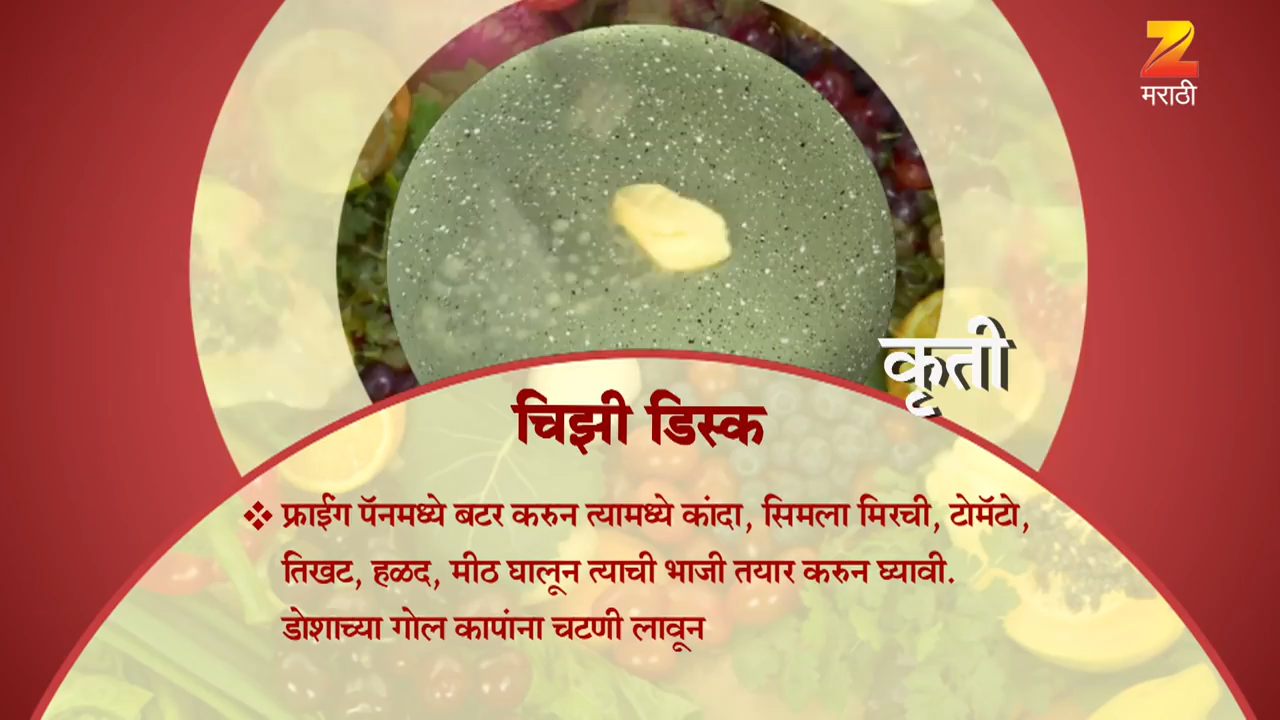 मराठी
कृती
चिझी डिस्क
❖ फ्राईंग पॅनमध्ये बटर करुन त्यामध्ये कांदा, सिमला मिरची, टोमॅटो,
तिखट, हळद, मीठ घालून त्याची भाजी तयार करुन घ्यावी.
डोशाच्या गोल कापांना चटणी लावून